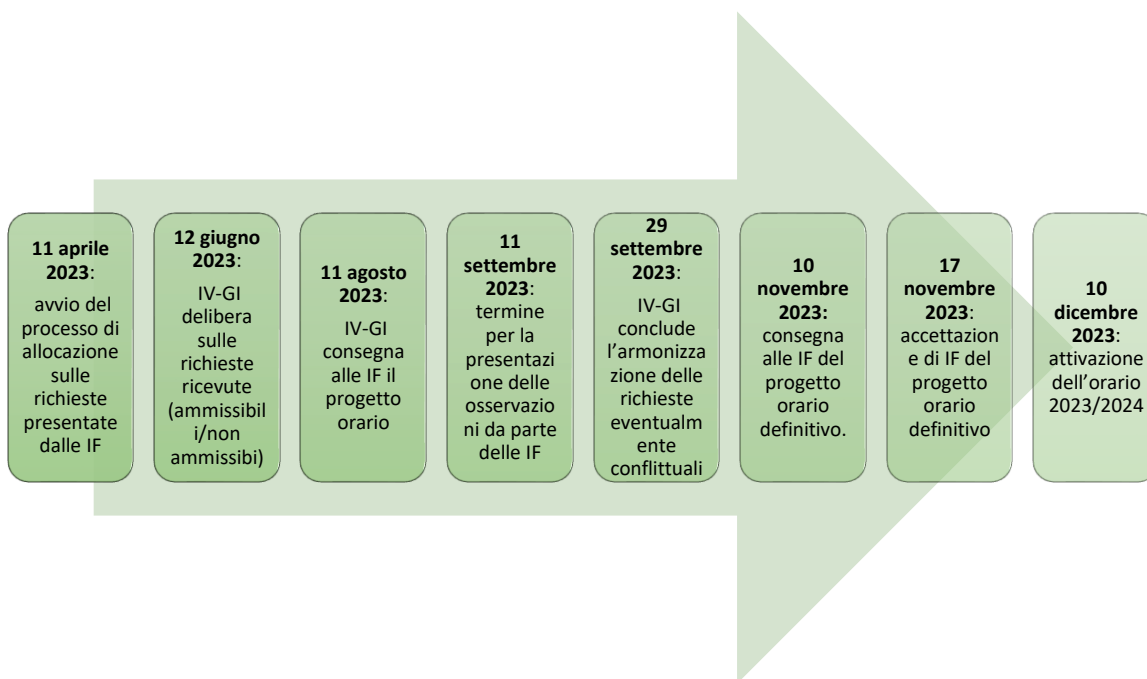 11 aprile
2023:
avvio del
processo di
allocazione
sulle
richieste
presentate
dalle IF
12 giugno
2023:
IV-GI
delibera
sulle
richieste
ricevute
(ammissibil
i/non
ammissibi)
11 agosto
2023:
IV-GI
consegna
alle IF il
progetto
orario
11
settembre
2023:
termine
per la
presentazi
one delle
osservazio
ni da parte
delle IF
29
settembre
2023:
IV-GI
conclude
l’armonizza
zione delle
richieste
eventualm
ente
conflittuali
10
novembre
2023:
consegna
alle IF del
progetto
orario
definitivo.
17
novembre
2023:
accettazion
e di IF del
progetto
orario
definitivo
10
dicembre
2023:
attivazione
dell’orario
2023/2024